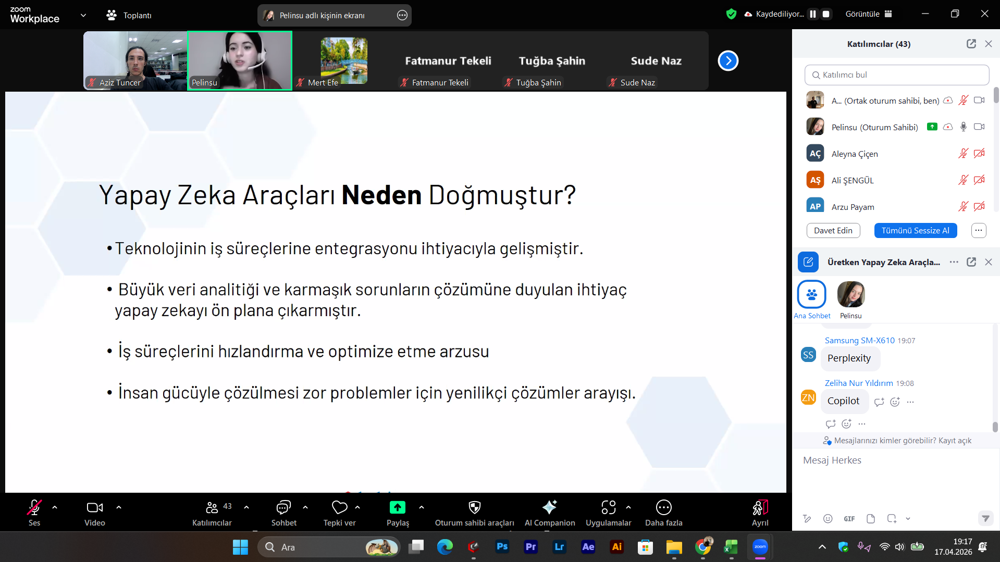 zoom
Workplace
Toplantı
Pelinsu adlı kişinin ekranı
Kaydediliyor...
Görüntüle
Aziz Tuncer
Pelinsu
Mert Efe
Fatmanur Tekeli
Fatmanur Tekeli
Tuğba Şahin
Tuğba Şahin
Sude Naz
Sude Naz
Yapay Zeka Araçları Neden Doğmuştur?
•Teknolojinin iş süreçlerine entegrasyonu ihtiyacıyla gelişmiştir.
• Büyük veri analitiği ve karmaşık sorunların çözümüne duyulan ihtiyaç
yapay zekayı ön plana çıkarmıştır.
• İş süreçlerini hızlandırma ve optimize etme arzusu
• İnsan gücüyle çözülmesi zor problemler için yenilikçi çözümler arayışı.
Katılımcılar (43)
Katılımcı bul
A... (Ortak oturum sahibi, ben)
Pelinsu (Oturum Sahibi)
AÇ Aleyna Çiçen
AŞ Ali ŞENGÜL
AP Arzu Payam
Davet Edin
Tümünü Sessize Al
Üretken Yapay Zeka Araçla...
Ana Sohbet
Pelinsu
Samsung SM-X610 19:07
SS Perplexity
Zeliha Nur Yıldırım 19:08
ZN Copilot
Mesajlarınızı kimler görebilir? Kayıt açık
Mesaj Herkes
GIF
Ses
Video
43
Katılımcılar
Sohbet
Tepki ver
Paylaş
Oturum sahibi araçları
AI Companion
Uygulamalar
Daha fazla
Ayrıl
Ara
Ps
Pr
Lr
Ae
Ai
zoom
19:17
17.04.2026